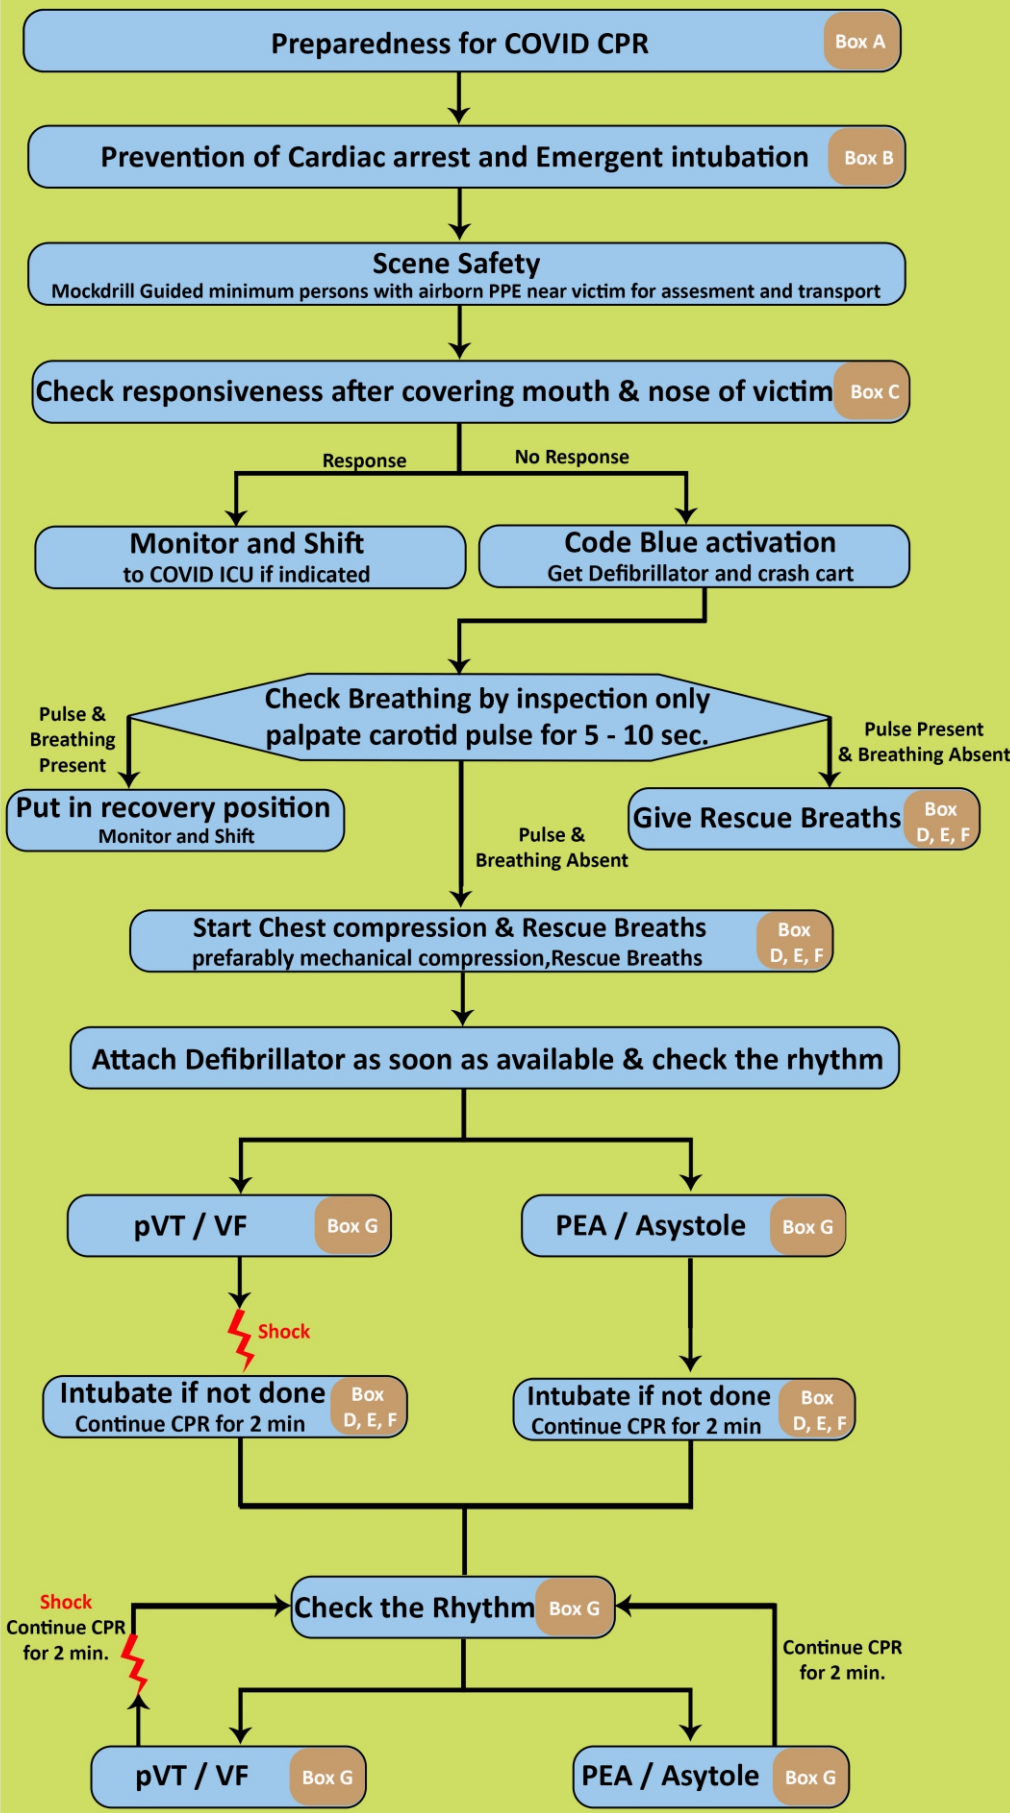 Preparedness for COVID CPR
Box A
Prevention of Cardiac arrest and Emergent intubation
Box B
Scene Safety
Mockdrill Guided minimum persons with airborn PPE near victim for assesment and transport
Check responsiveness after covering mouth & nose of victim
Box C
Response
No Response
Monitor and Shift
to COVID ICU if indicated
Code Blue activation
Get Defibrillator and crash cart
Check Breathing by inspection only
palpate carotid pulse for 5 - 10 sec.
Pulse &
Breathing
Present
Pulse Present
& Breathing Absent
Put in recovery position
Monitor and Shift
Give Rescue Breaths
Box
D, E, F
Pulse &
Breathing Absent
Start Chest compression & Rescue Breaths
prefarably mechanical compression,Rescue Breaths
Box
D, E, F
Attach Defibrillator as soon as available & check the rhythm
pVT / VF
Box G
PEA / Asystole
Box G
Shock
Intubate if not done
Continue CPR for 2 min
Box
D, E, F
Intubate if not done
Continue CPR for 2 min
Box
D, E, F
Check the Rhythm
Box G
Shock
Continue CPR
for 2 min.
Continue CPR
for 2 min.
pVT / VF
Box G
PEA / Asytole
Box G